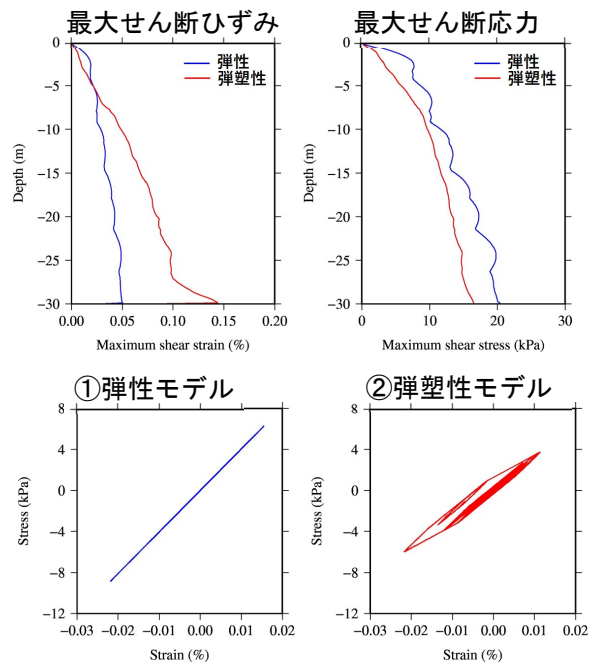 最大せん断ひずみ
最大せん断応力
0
−5
−10
−15
−20
−25
−30
Depth (m)
弾性
弾塑性
0.00 0.05 0.10 0.15 0.20
Maximum shear strain (%)
0
−5
−10
−15
−20
−25
−30
Depth (m)
弾性
弾塑性
0 10 20 30
Maximum shear stress (kPa)
①弾性モデル
②弾塑性モデル
8
4
0
−4
−8
−12
Stress (kPa)
−0.03 −0.02 −0.01 0.00 0.01 0.02
Strain (%)
8
4
0
−4
−8
−12
Stress (kPa)
−0.03 −0.02 −0.01 0.00 0.01 0.02
Strain (%)